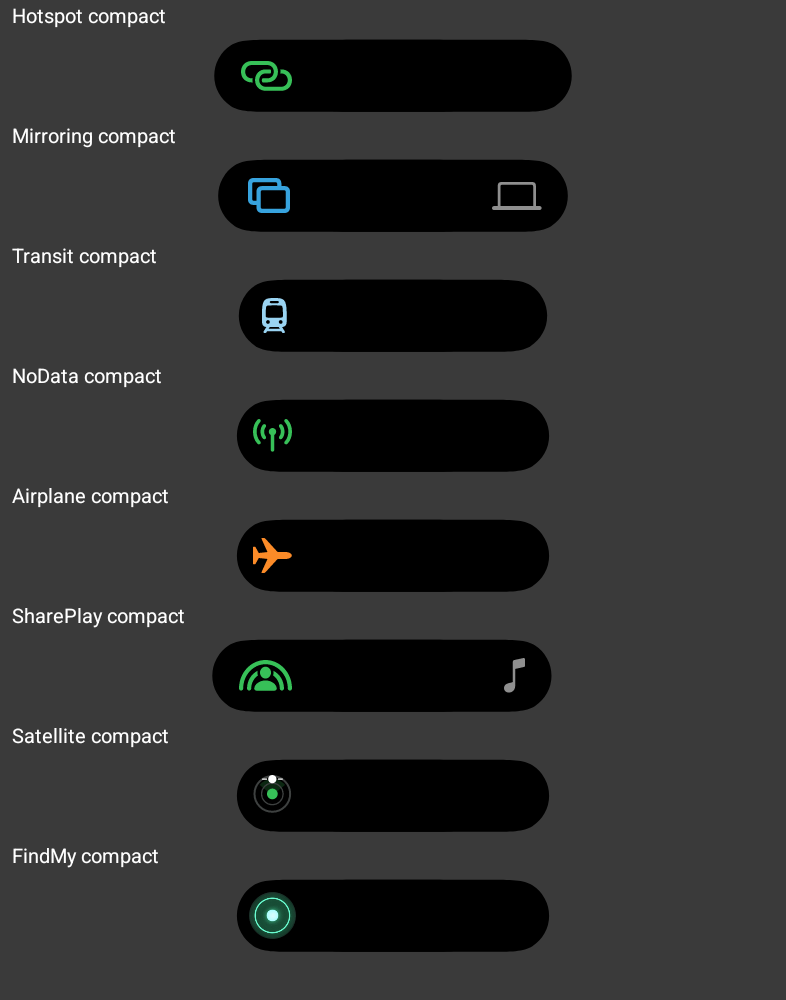 Hotspot compact
Mirroring compact
Transit compact
NoData compact
Airplane compact
SharePlay compact
Satellite compact
FindMy compact